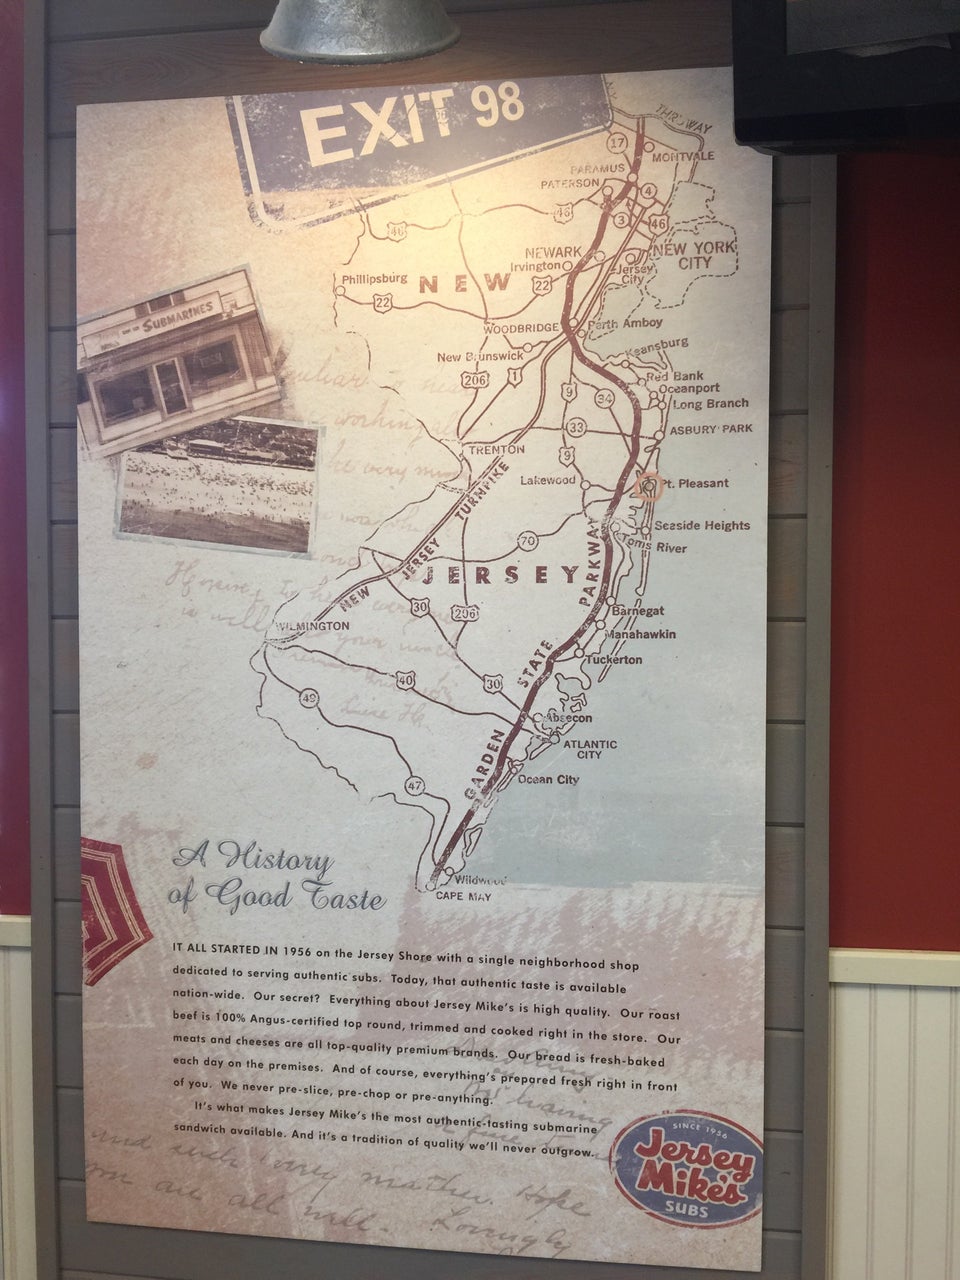 EXIT 98
THRUWAY
17
MONTVALE
PARAMUS
PATERSON
4
46
3
46
46
NEW YORK
CITY
NEWARK
Irvington
Jersey
City
Phillipsburg
NEW
22
22
WOODBRIDGE
Perth Amboy
SUBMARINES
New Brunswick
Keansburg
206
1
9
34
Red Bank
Oceanport
Long Branch
33
ASBURY PARK
TRENTON
9
Lakewood
Pt. Pleasant
Seaside Heights
Toms River
70
NEW JERSEY TURNPIKE
JERSEY
30
206
WILMINGTON
Barnegat
Manahawkin
Tuckerton
40
30
49
Absecon
ATLANTIC
CITY
47
Ocean City
GARDEN STATE PARKWAY
Wildwood
CAPE MAY
A History
of Good Taste
IT ALL STARTED IN 1956 on the Jersey Shore with a single neighborhood shop
dedicated to serving authentic subs. Today, that authentic taste is available
nation-wide. Our secret? Everything about Jersey Mike's is high quality. Our roast
beef is 100% Angus-certified top round, trimmed and cooked right in the store. Our
meats and cheeses are all top-quality premium brands. Our bread is fresh-baked
each day on the premises. And of course, everything's prepared fresh right in front
of you. We never pre-slice, pre-chop or pre-anything.
It's what makes Jersey Mike's the most authentic-tasting submarine
sandwich available. And it's a tradition of quality we'll never outgrow.
SINCE 1956
Jersey
Mike's
SUBS